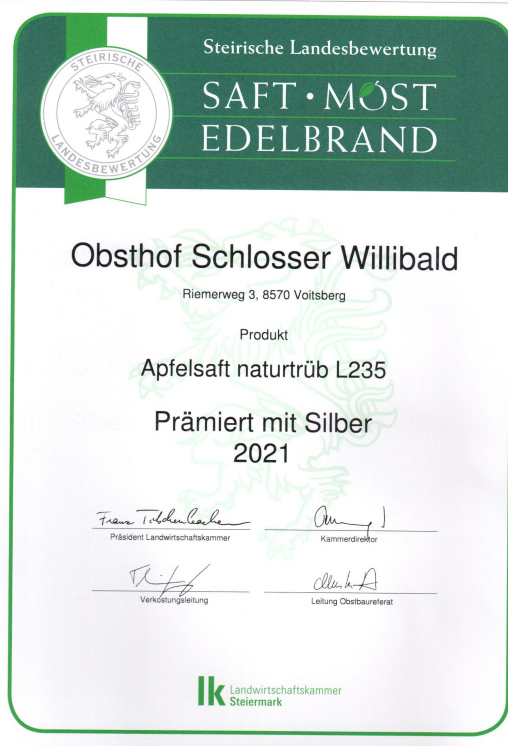 STEIRISCHE
LANDESBEWERTUNG
Steirische Landesbewertung
SAFT • MOST
EDELBRAND
Obsthof Schlosser Willibald
Riemerweg 3, 8570 Voitsberg
Produkt
Apfelsaft naturtrüb L235
Prämiert mit Silber
2021
Franz
Präsident Landwirtschaftskammer
Kammerdirektor
Verkostungsleitung
Leitung Obstbaureferat
lk Landwirtschaftskammer
Steiermark